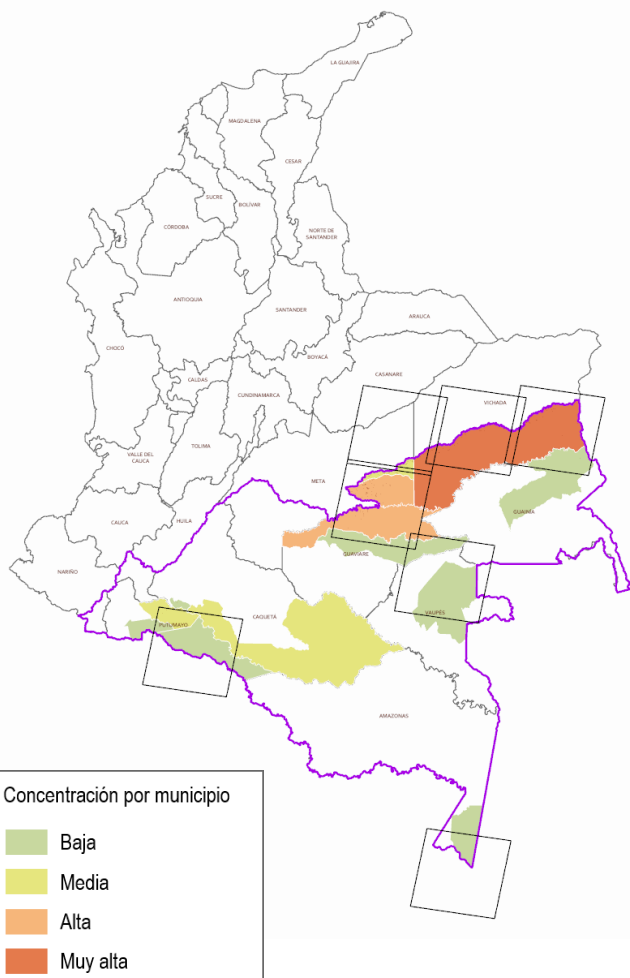 LA GUAJIRA
MAGDALENA
CESAR
SUCRE
BOLÍVAR
CÓRDOBA
NORTE DE
SANTANDER
ANTIOQUIA
SANTANDER
ARAUCA
CHOCÓ
BOYACÁ
CASANARE
CALDAS
CUNDINAMARCA
VICHADA
TOLIMA
VALLE DEL
CAUCA
META
GUAINÍA
CAUCA
HUILA
GUAVIARE
NARIÑO
VAUPÉS
CAQUETÁ
PUTUMAYO
AMAZONAS
Concentración por municipio
Baja
Media
Alta
Muy alta